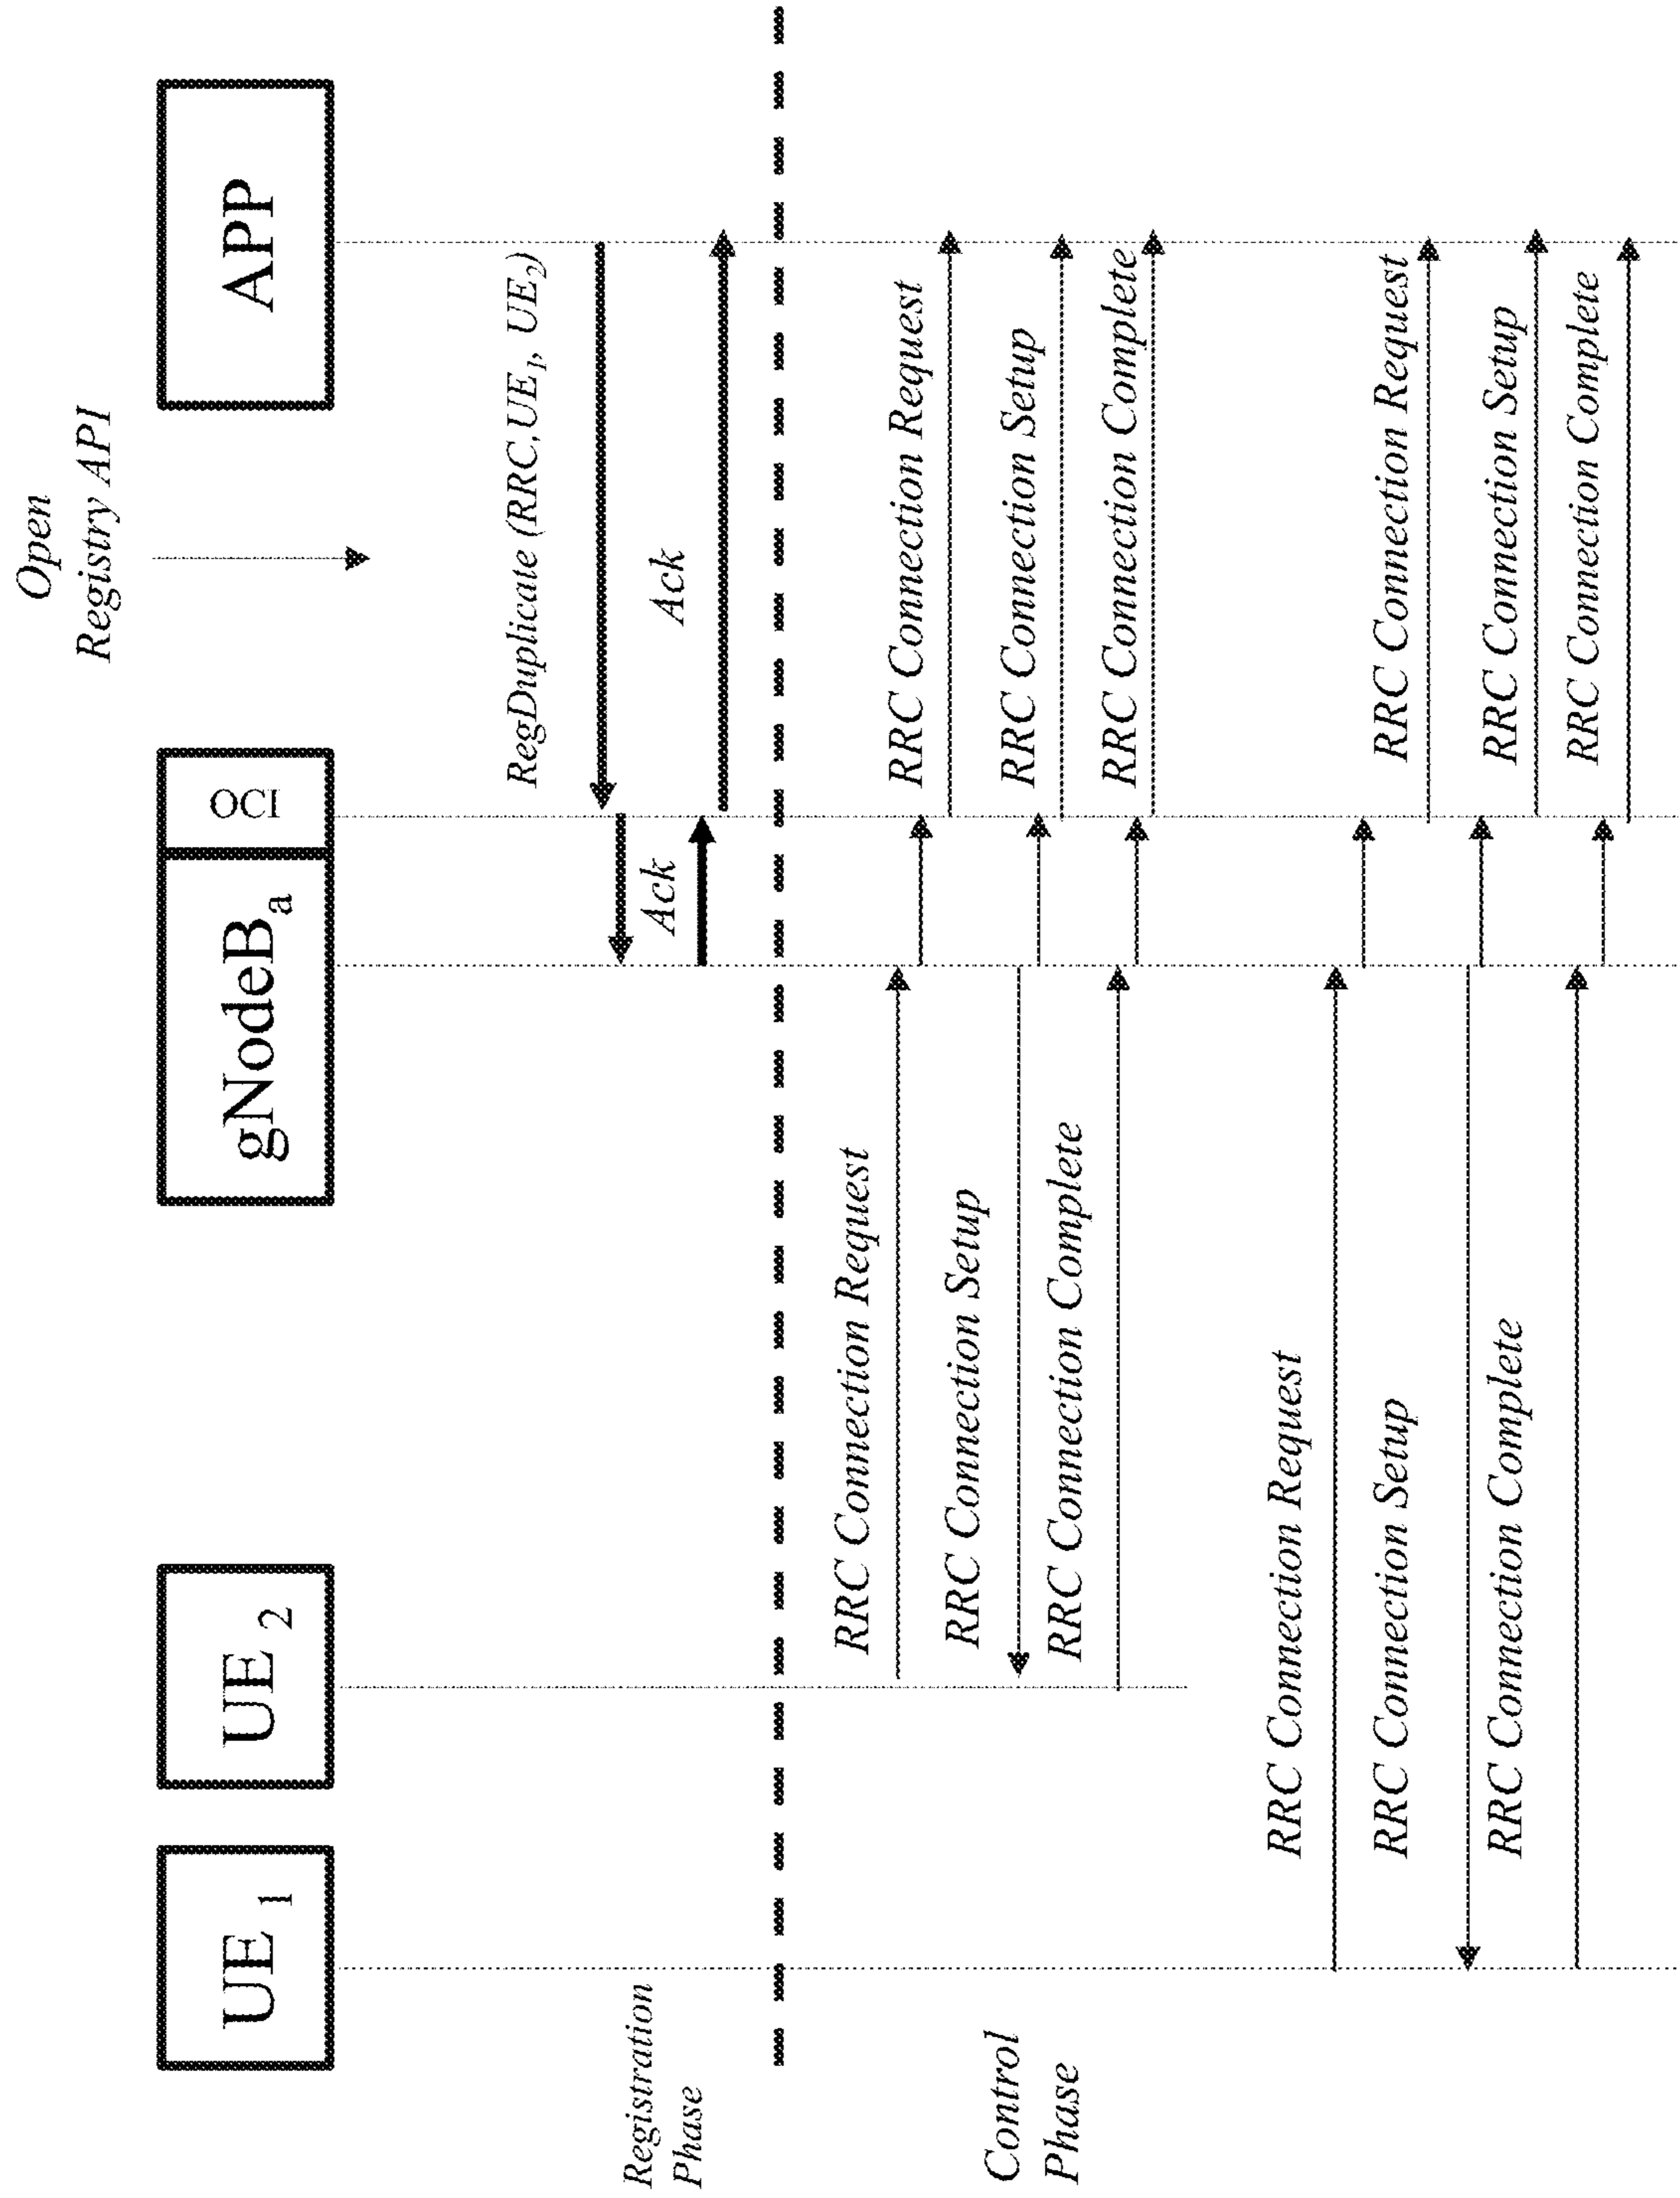 Open
Registry API
UE 1
UE 2
gNodeB a
OCI
APP
Registration
Phase
RegDuplicate (RRC,UE1, UE2)
Ack
Ack
Control
Phase
RRC Connection Request
RRC Connection Request
RRC Connection Setup
RRC Connection Setup
RRC Connection Complete
RRC Connection Complete
RRC Connection Request
RRC Connection Request
RRC Connection Setup
RRC Connection Setup
RRC Connection Complete
RRC Connection Complete